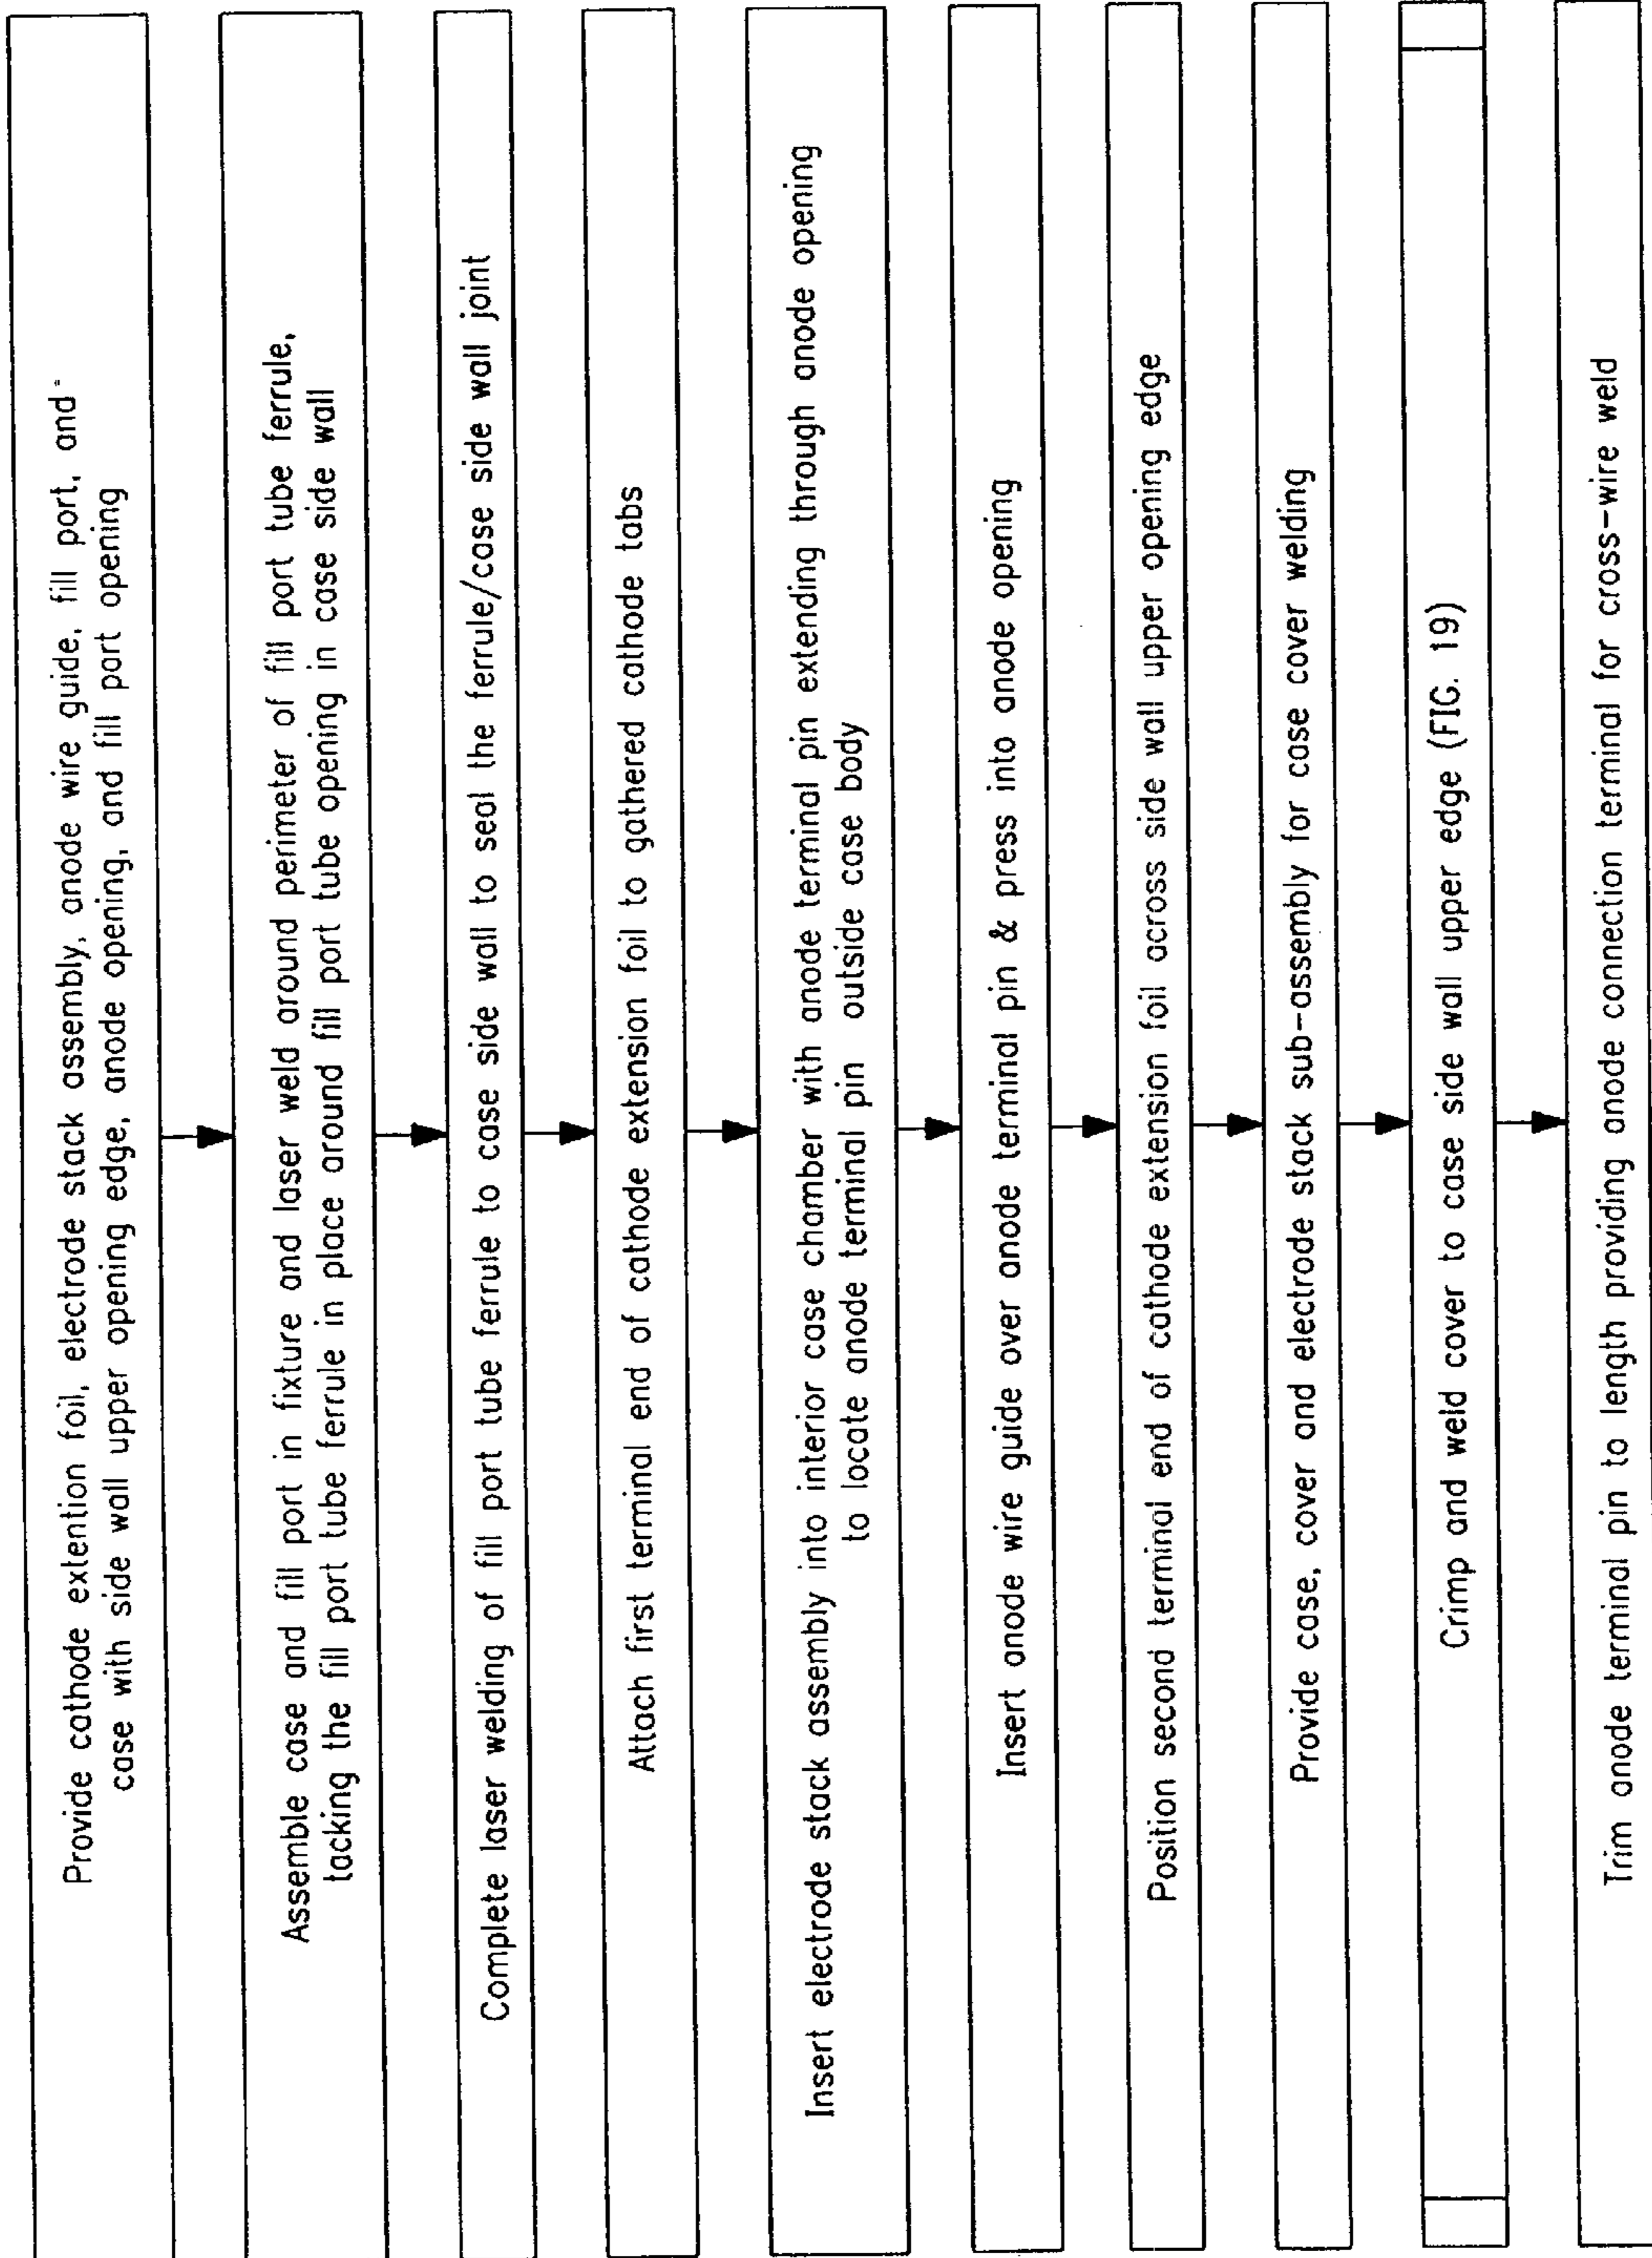 Provide cathode extention foil, electrode stack assembly, anode wire guide, fill port, and
case with side wall upper opening edge, anode opening, and fill part opening
Assemble case and fill port in fixture and laser weld around perimeter of fill port tube ferrule,
tacking the fill port tube ferrule in place around fill port tube opening in case side wall
Complete laser welding of fill port tube ferrule to case side wall to seal the ferrule/case side wall joint
Attach first terminal end of cathode extension foil to gathered cathode tabs
Insert electrode stack assembly into interior case chamber with anode terminal pin extending through anode opening
to locate anode terminal pin outside case body
Insert anode wire guide over anode terminal pin & press into anode opening
Position second terminal end of cathode extension foil across side wall upper opening edge
Provide case, cover and electrode stack sub-assembly for case cover welding
Crimp and weld cover to case side wall upper edge (FIG. 19)
Trim anode terminal pin to length providing anode connection terminal for cross-wire weld